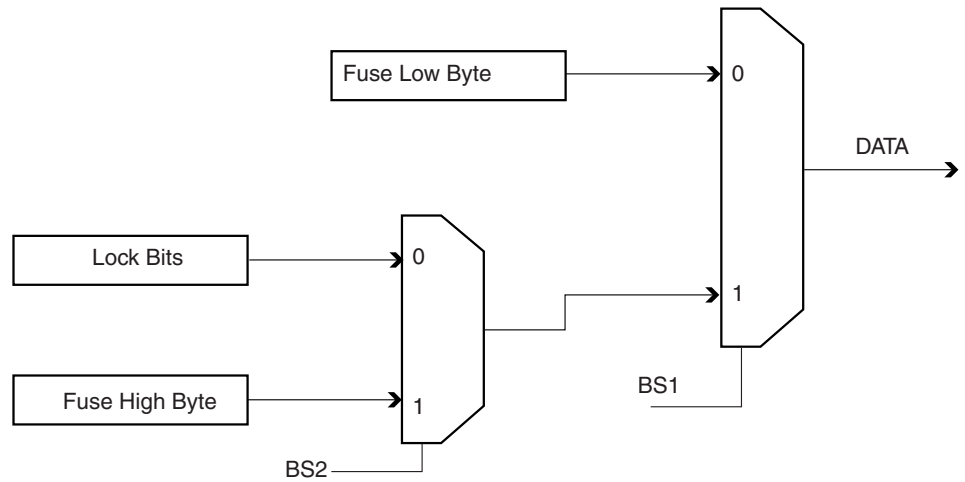 Fuse Low Byte
0
DATA
Lock Bits
0
1
BS1
Fuse High Byte
1
BS2